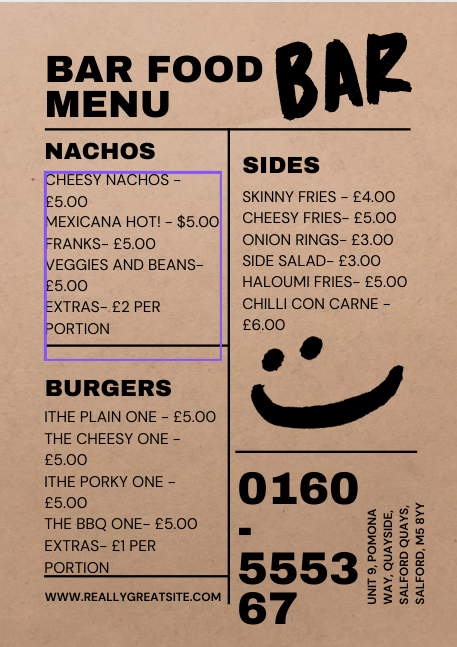 BAR FOOD
MENU
BAR
NACHOS
CHEESY NACHOS -
£5.00
MEXICANA HOT! - $5.00
FRANKS- £5.00
VEGGIES AND BEANS-
£5.00
EXTRAS- £2 PER
PORTION
BURGERS
ITHE PLAIN ONE - £5.00
THE CHEESY ONE -
£5.00
ITHE PORKY ONE -
£5.00
THE BBQ ONE- £5.00
EXTRAS- £1 PER
PORTION
WWW.REALLYGREATSITE.COM
SIDES
SKINNY FRIES - £4.00
CHEESY FRIES- £5.00
ONION RINGS- £3.00
SIDE SALAD- £3.00
HALOUMI FRIES- £5.00
CHILLI CON CARNE -
£6.00
0160
-
5553
67
UNIT 9, POMONA
WAY, QUAYSIDE,
SALFORD QUAYS,
SALFORD, M5 8YY